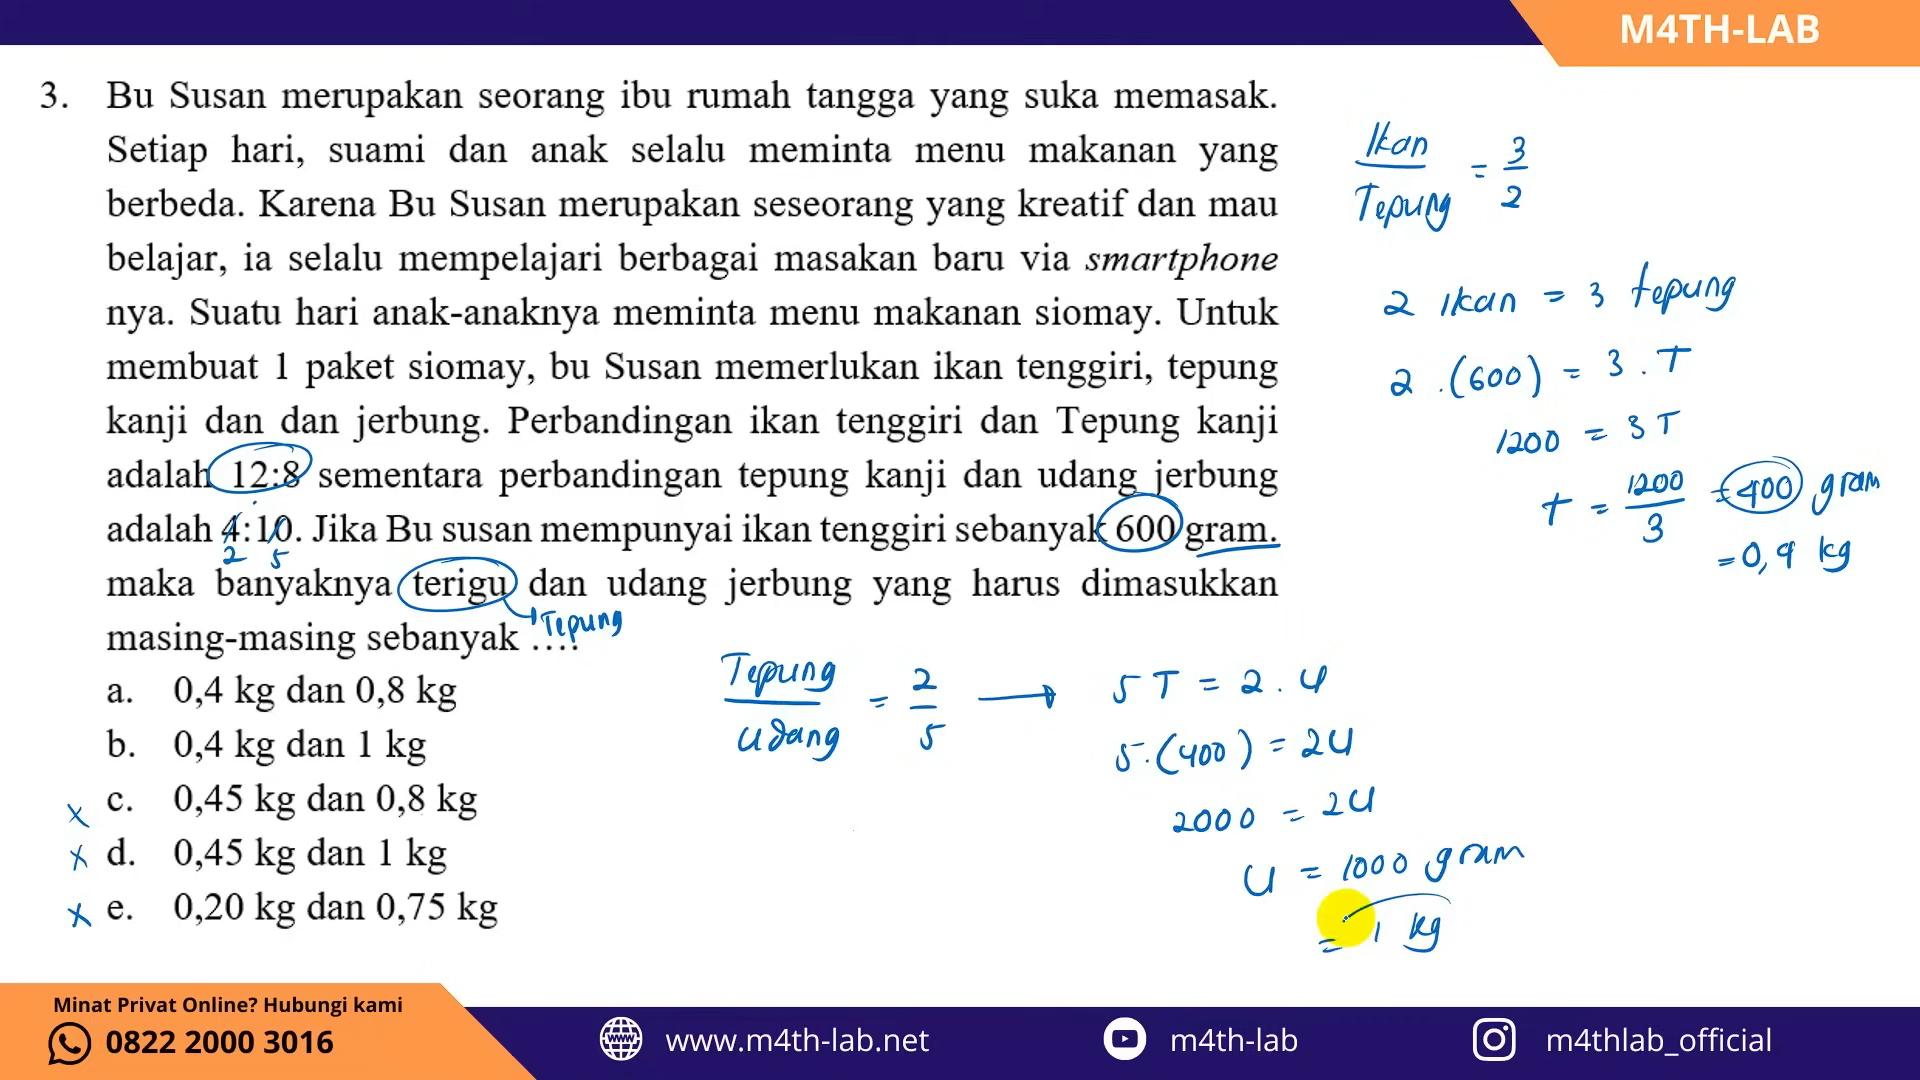 M4TH-LAB
3. Bu Susan merupakan seorang ibu rumah tangga yang suka memasak.
Setiap hari, suami dan anak selalu meminta menu makanan yang
berbeda. Karena Bu Susan merupakan seseorang yang kreatif dan mau
belajar, ia selalu mempelajari berbagai masakan baru via smartphone
nya. Suatu hari anak-anaknya meminta menu makanan siomay. Untuk
membuat 1 paket siomay, bu Susan memerlukan ikan tenggiri, tepung
kanji dan dan jerbung. Perbandingan ikan tenggiri dan Tepung kanji
adalah 12:8 sementara perbandingan tepung kanji dan udang jerbung
adalah 4:10. Jika Bu susan mempunyai ikan tenggiri sebanyak 600 gram.
2 5
maka banyaknya terigu dan udang jerbung yang harus dimasukkan
masing-masing sebanyak ....
Tepung
a. 0,4 kg dan 0,8 kg
b. 0,4 kg dan 1 kg
x c. 0,45 kg dan 0,8 kg
x d. 0,45 kg dan 1 kg
x e. 0,20 kg dan 0,75 kg
Ikan / Tepung = 3 / 2
2 Ikan = 3 tepung
2 . (600) = 3 . T
1200 = 3T
T = 1200 / 3 = 400 gram
= 0,4 kg
Tepung / Udang = 2 / 5 → 5T = 2 . U
5.(400) = 2U
2000 = 2U
U = 1000 gram
= 1 kg
Minat Privat Online? Hubungi kami
0822 2000 3016
www.m4th-lab.net
m4th-lab
m4thlab_official